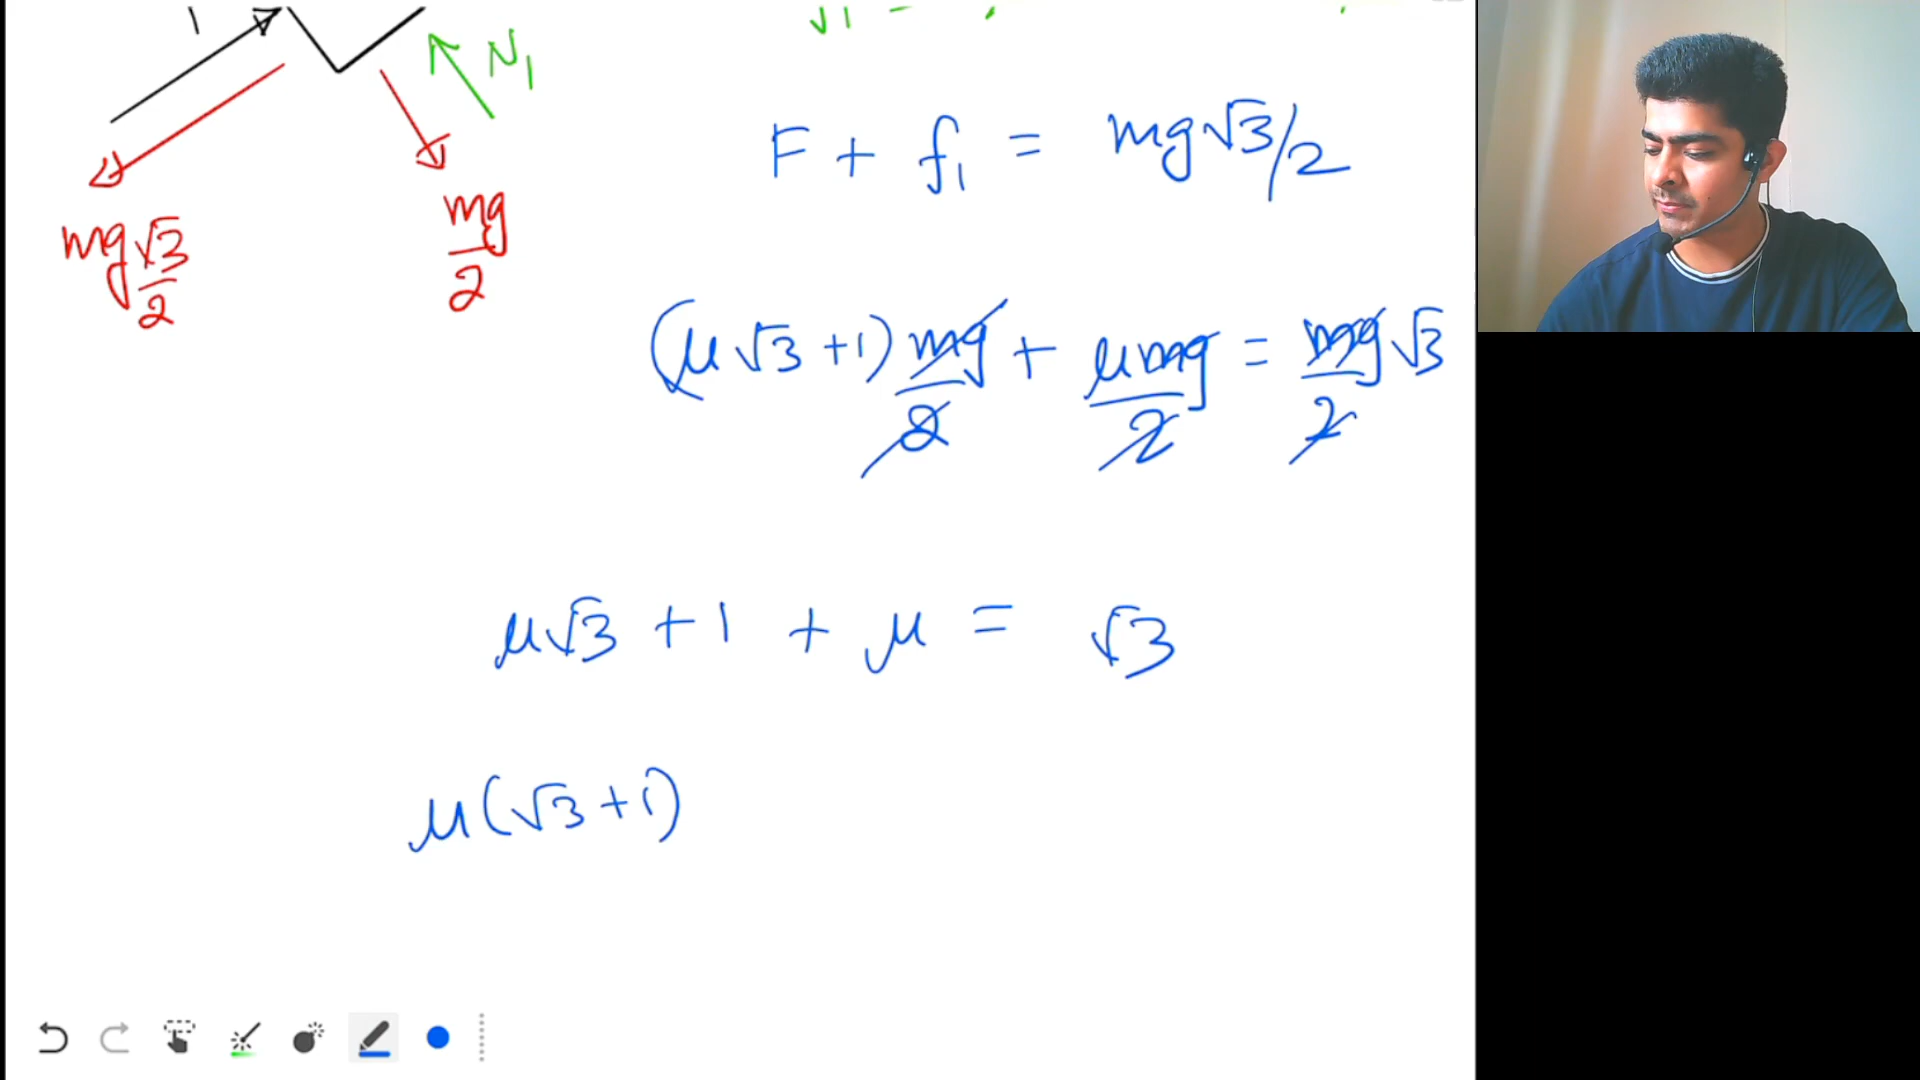 N₁
F + f₁ = mg√3/2
mg√3/2
mg/2
(μ√3 + 1) mg/2 + μmg/2 = mg/2 √3
μ√3 + 1 + μ = √3
μ(√3 + 1)